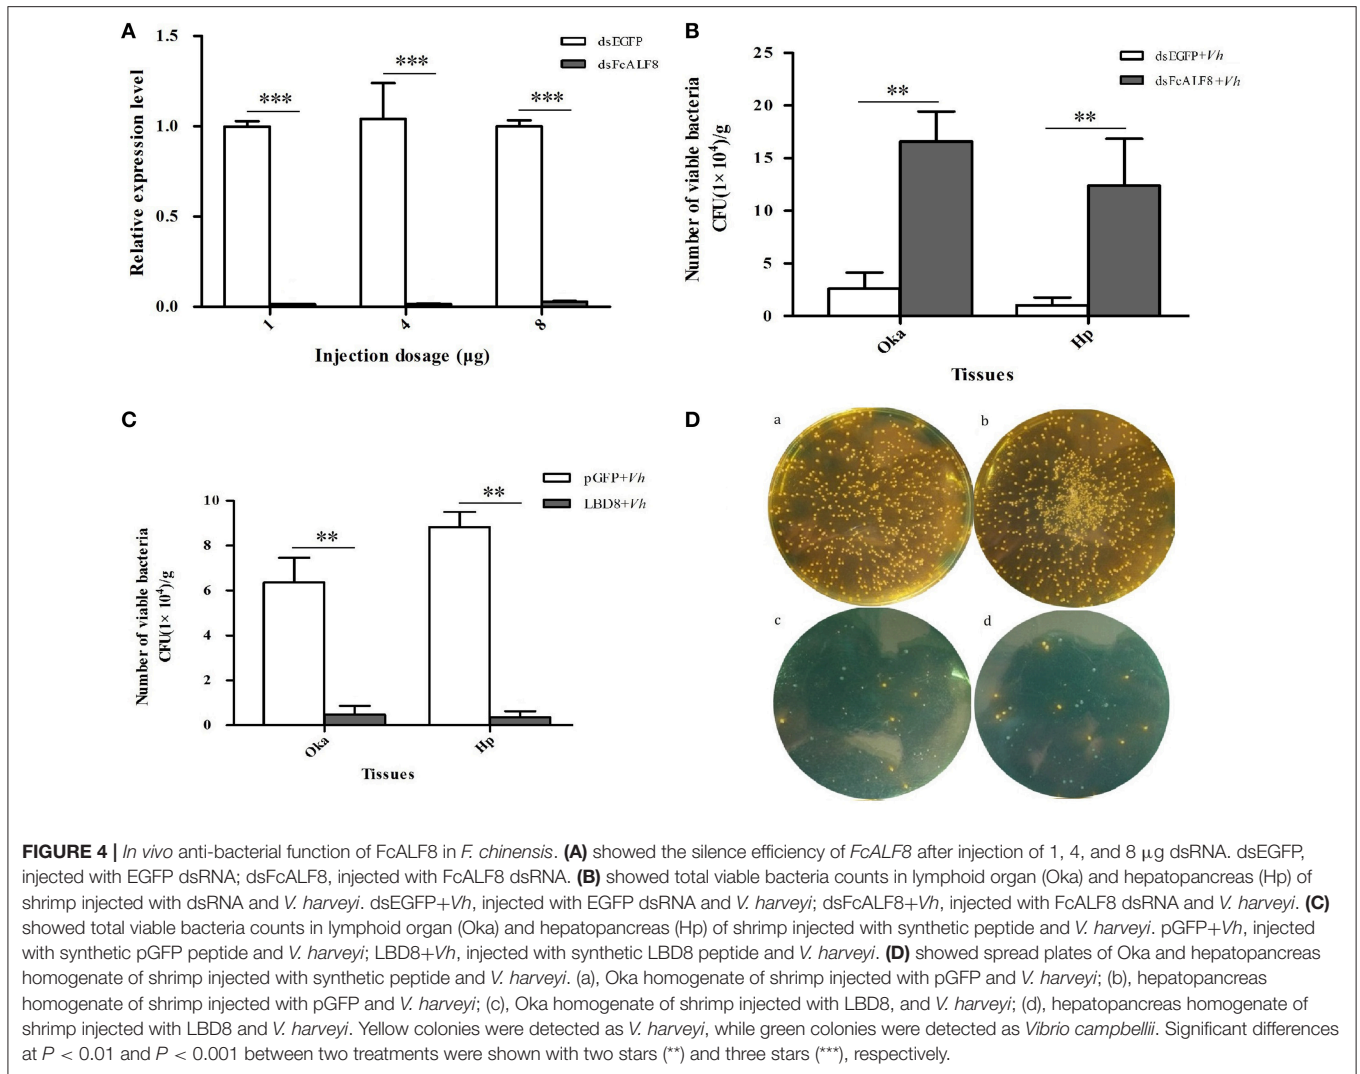 A
1.5
1.0
0.5
0.0
Relative expression level
***
***
***
dsEGFP
dsFcALF8
1
4
8
Injection dosage (µg)
B
25
20
15
10
5
0
Number of viable bacteria
CFU(1× 10⁴)/g
**
**
dsEGFP+Vh
dsFcALF8+Vh
Oka
Hp
Tissues
C
10
8
6
4
2
0
Number of viable bacteria
CFU(1× 10⁴)/g
**
**
pGFP+Vh
LBD8+Vh
Oka
Hp
Tissues
D
a
b
c
d
FIGURE 4 | In vivo anti-bacterial function of FcALF8 in F. chinensis. (A) showed the silence efficiency of FcALF8 after injection of 1, 4, and 8 µg dsRNA. dsEGFP,
injected with EGFP dsRNA; dsFcALF8, injected with FcALF8 dsRNA. (B) showed total viable bacteria counts in lymphoid organ (Oka) and hepatopancreas (Hp) of
shrimp injected with dsRNA and V. harveyi. dsEGFP+Vh, injected with EGFP dsRNA and V. harveyi; dsFcALF8+Vh, injected with FcALF8 dsRNA and V. harveyi. (C)
showed total viable bacteria counts in lymphoid organ (Oka) and hepatopancreas (Hp) of shrimp injected with synthetic peptide and V. harveyi. pGFP+Vh, injected
with synthetic pGFP peptide and V. harveyi; LBD8+Vh, injected with synthetic LBD8 peptide and V. harveyi. (D) showed spread plates of Oka and hepatopancreas
homogenate of shrimp injected with synthetic peptide and V. harveyi. (a), Oka homogenate of shrimp injected with pGFP and V. harveyi; (b), hepatopancreas
homogenate of shrimp injected with pGFP and V. harveyi; (c), Oka homogenate of shrimp injected with LBD8, and V. harveyi; (d), hepatopancreas homogenate of
shrimp injected with LBD8 and V. harveyi. Yellow colonies were detected as V. harveyi, while green colonies were detected as Vibrio campbellii. Significant differences
at P < 0.01 and P < 0.001 between two treatments were shown with two stars (**) and three stars (***), respectively.